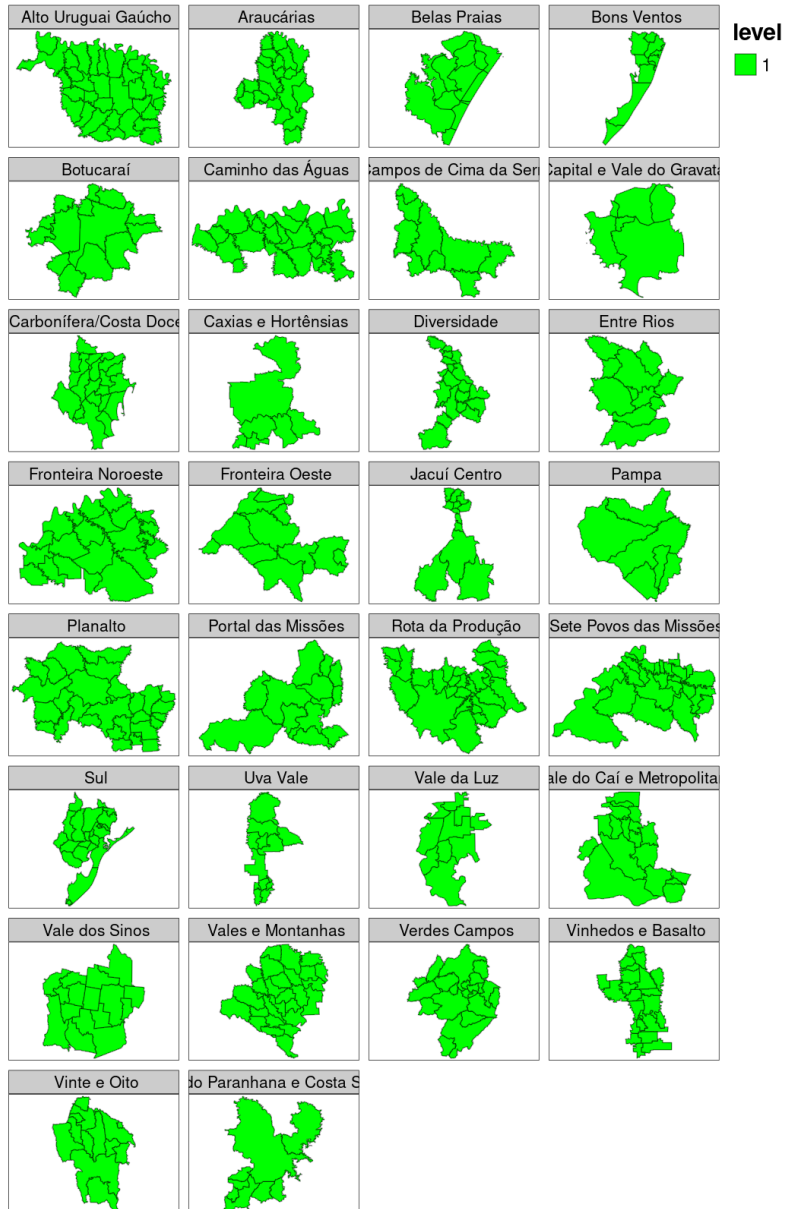 Alto Uruguai Gaúcho
Araucárias
Belas Praias
Bons Ventos
level
1
Botucaraí
Caminho das Águas
Campos de Cima da Serr
Capital e Vale do Gravata
Carbonífera/Costa Doce
Caxias e Hortênsias
Diversidade
Entre Rios
Fronteira Noroeste
Fronteira Oeste
Jacuí Centro
Pampa
Planalto
Portal das Missões
Rota da Produção
Sete Povos das Missões
Sul
Uva Vale
Vale da Luz
ale do Caí e Metropolita
Vale dos Sinos
Vales e Montanhas
Verdes Campos
Vinhedos e Basalto
Vinte e Oito
do Paranhana e Costa S